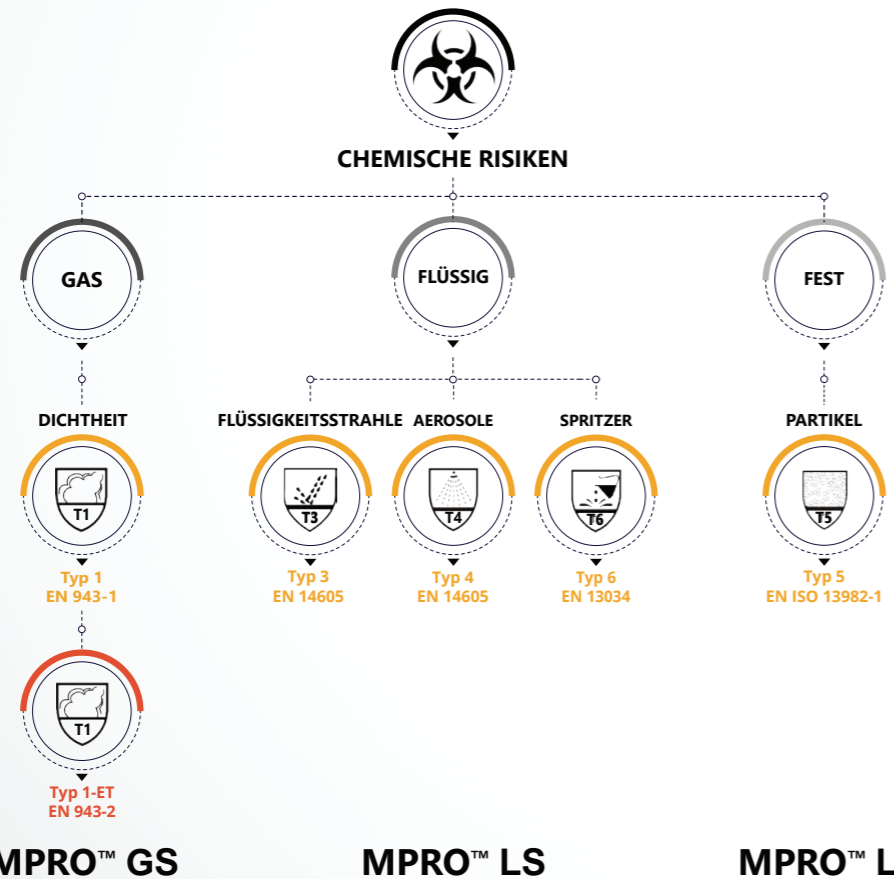 CHEMISCHE RISIKEN
GAS
FLÜSSIG
FEST
DICHTHEIT
FLÜSSIGKEITSSTRAHLE
AEROSOLE
SPRITZER
PARTIKEL
T1
T3
T4
T6
T5
Typ 1
EN 943-1
Typ 3
EN 14605
Typ 4
EN 14605
Typ 6
EN 13034
Typ 5
EN ISO 13982-1
T1
Typ 1-ET
EN 943-2
MPRO™ GS
MPRO™ LS
MPRO™ L